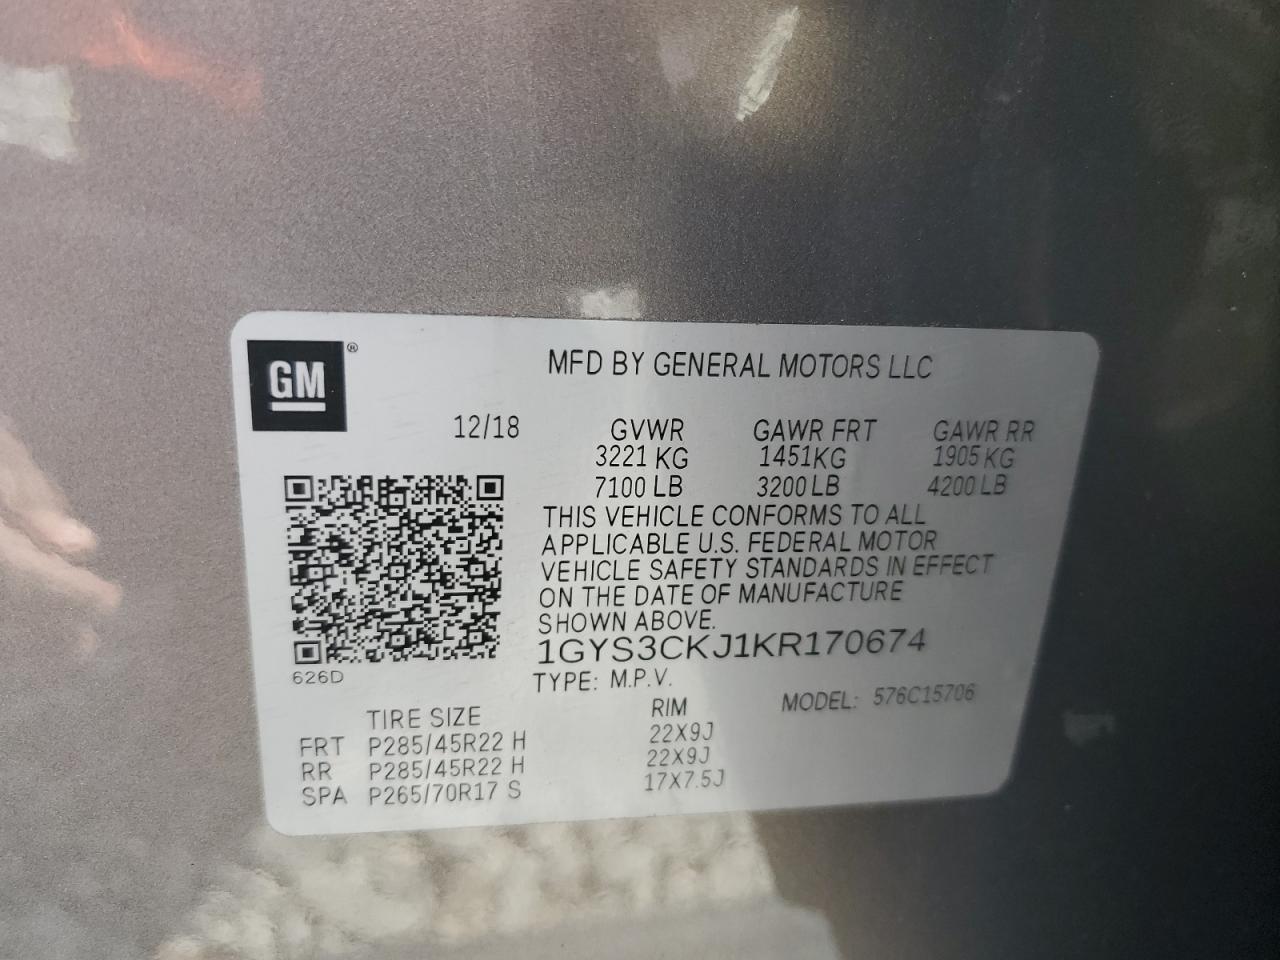 GM ®
MFD BY GENERAL MOTORS LLC
12/18 GVWR GAWR FRT GAWR RR
3221 KG 1451KG 1905 KG
7100 LB 3200 LB 4200 LB
THIS VEHICLE CONFORMS TO ALL
APPLICABLE U.S. FEDERAL MOTOR
VEHICLE SAFETY STANDARDS IN EFFECT
ON THE DATE OF MANUFACTURE
SHOWN ABOVE.
1GYS3CKJ1KR170674
626D
TYPE: M.P.V. MODEL: 576C15706
TIRE SIZE RIM
FRT P285/45R22 H 22X9J
RR P285/45R22 H 22X9J
SPA P265/70R17 S 17X7.5J